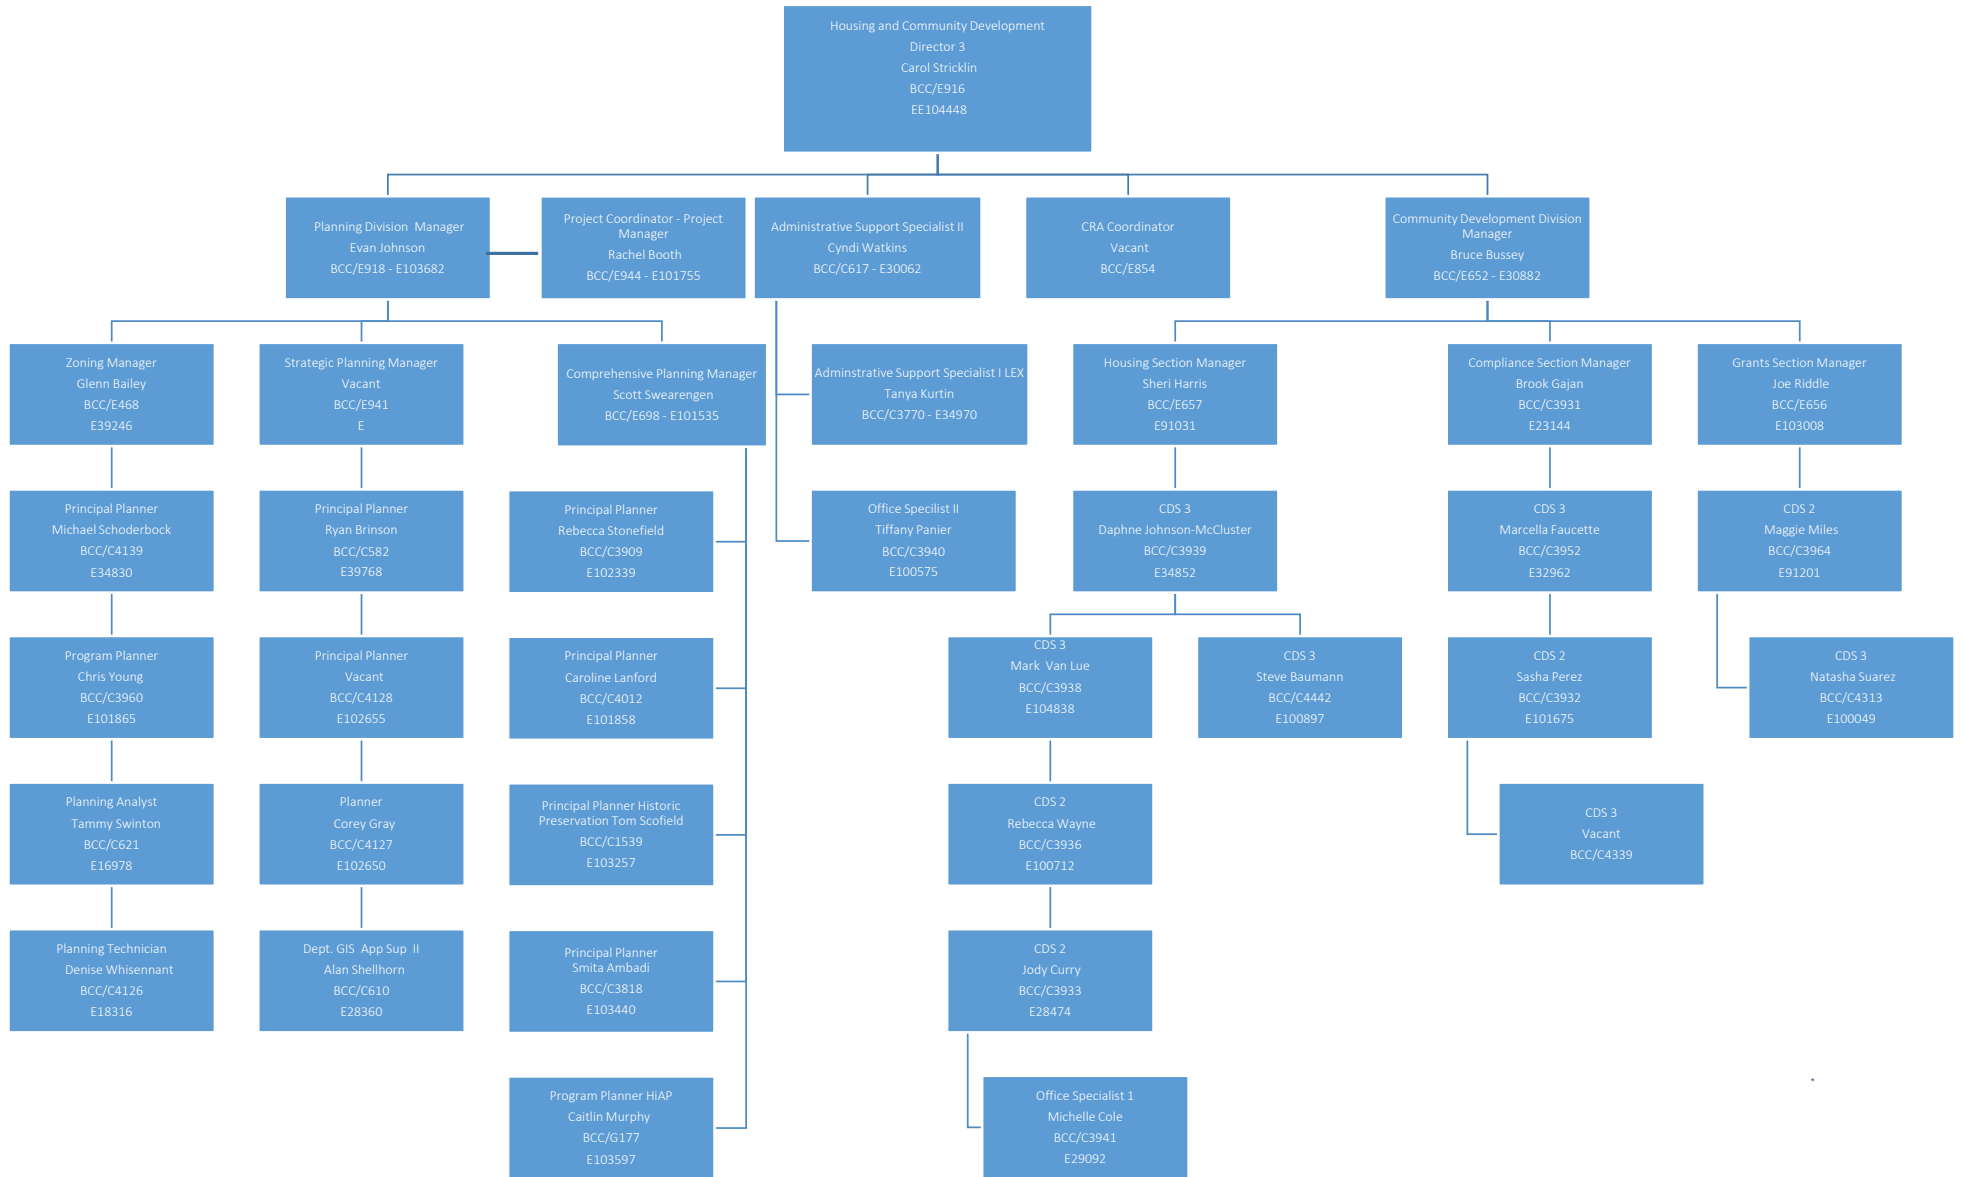 Housing and Community Development
Director 3
Carol Stricklin
BCC/E916
EE104448
Planning Division  Manager
Evan Johnson
BCC/E918 - E103682
Project Coordinator - Project
Manager
Rachel Booth
BCC/E944 - E101755
Administrative Support Specialist II
Cyndi Watkins
BCC/C617 - E30062
CRA Coordinator
Vacant
BCC/E854
Community Development Division
Manager
Bruce Bussey
BCC/E652 - E30882
Zoning Manager
Glenn Bailey
BCC/E468
E39246
Strategic Planning Manager
Vacant
BCC/E941
E
Comprehensive Planning Manager
Scott Swearengen
BCC/E698 - E101535
Adminstrative Support Specialist I LEX
Tanya Kurtin
BCC/C3770 - E34970
Housing Section Manager
Sheri Harris
BCC/E657
E91031
Compliance Section Manager
Brook Gajan
BCC/C3931
E23144
Grants Section Manager
Joe Riddle
BCC/E656
E103008
Principal Planner
Michael Schoderbock
BCC/C4139
E34830
Principal Planner
Ryan Brinson
BCC/C582
E39768
Principal Planner
Rebecca Stonefield
BCC/C3909
E102339
Office Specilist II
Tiffany Panier
BCC/C3940
E100575
CDS 3
Daphne Johnson-McCluster
BCC/C3939
E34852
CDS 3
Marcella Faucette
BCC/C3952
E32962
CDS 2
Maggie Miles
BCC/C3964
E91201
Program Planner
Chris Young
BCC/C3960
E101865
Principal Planner
Vacant
BCC/C4128
E102655
Principal Planner
Caroline Lanford
BCC/C4012
E101858
CDS 3
Mark  Van Lue
BCC/C3938
E104838
CDS 3
Steve Baumann
BCC/C4442
E100897
CDS 2
Sasha Perez
BCC/C3932
E101675
CDS 3
Natasha Suarez
BCC/C4313
E100049
Planning Analyst
Tammy Swinton
BCC/C621
E16978
Planner
Corey Gray
BCC/C4127
E102650
Principal Planner Historic
Preservation Tom Scofield
BCC/C1539
E103257
CDS 2
Rebecca Wayne
BCC/C3936
E100712
CDS 3
Vacant
BCC/C4339
Planning Technician
Denise Whisennant
BCC/C4126
E18316
Dept. GIS  App Sup  II
Alan Shellhorn
BCC/C610
E28360
Principal Planner
Smita Ambadi
BCC/C3818
E103440
CDS 2
Jody Curry
BCC/C3933
E28474
Program Planner HiAP
Caitlin Murphy
BCC/G177
E103597
Office Specialist 1
Michelle Cole
BCC/C3941
E29092
.